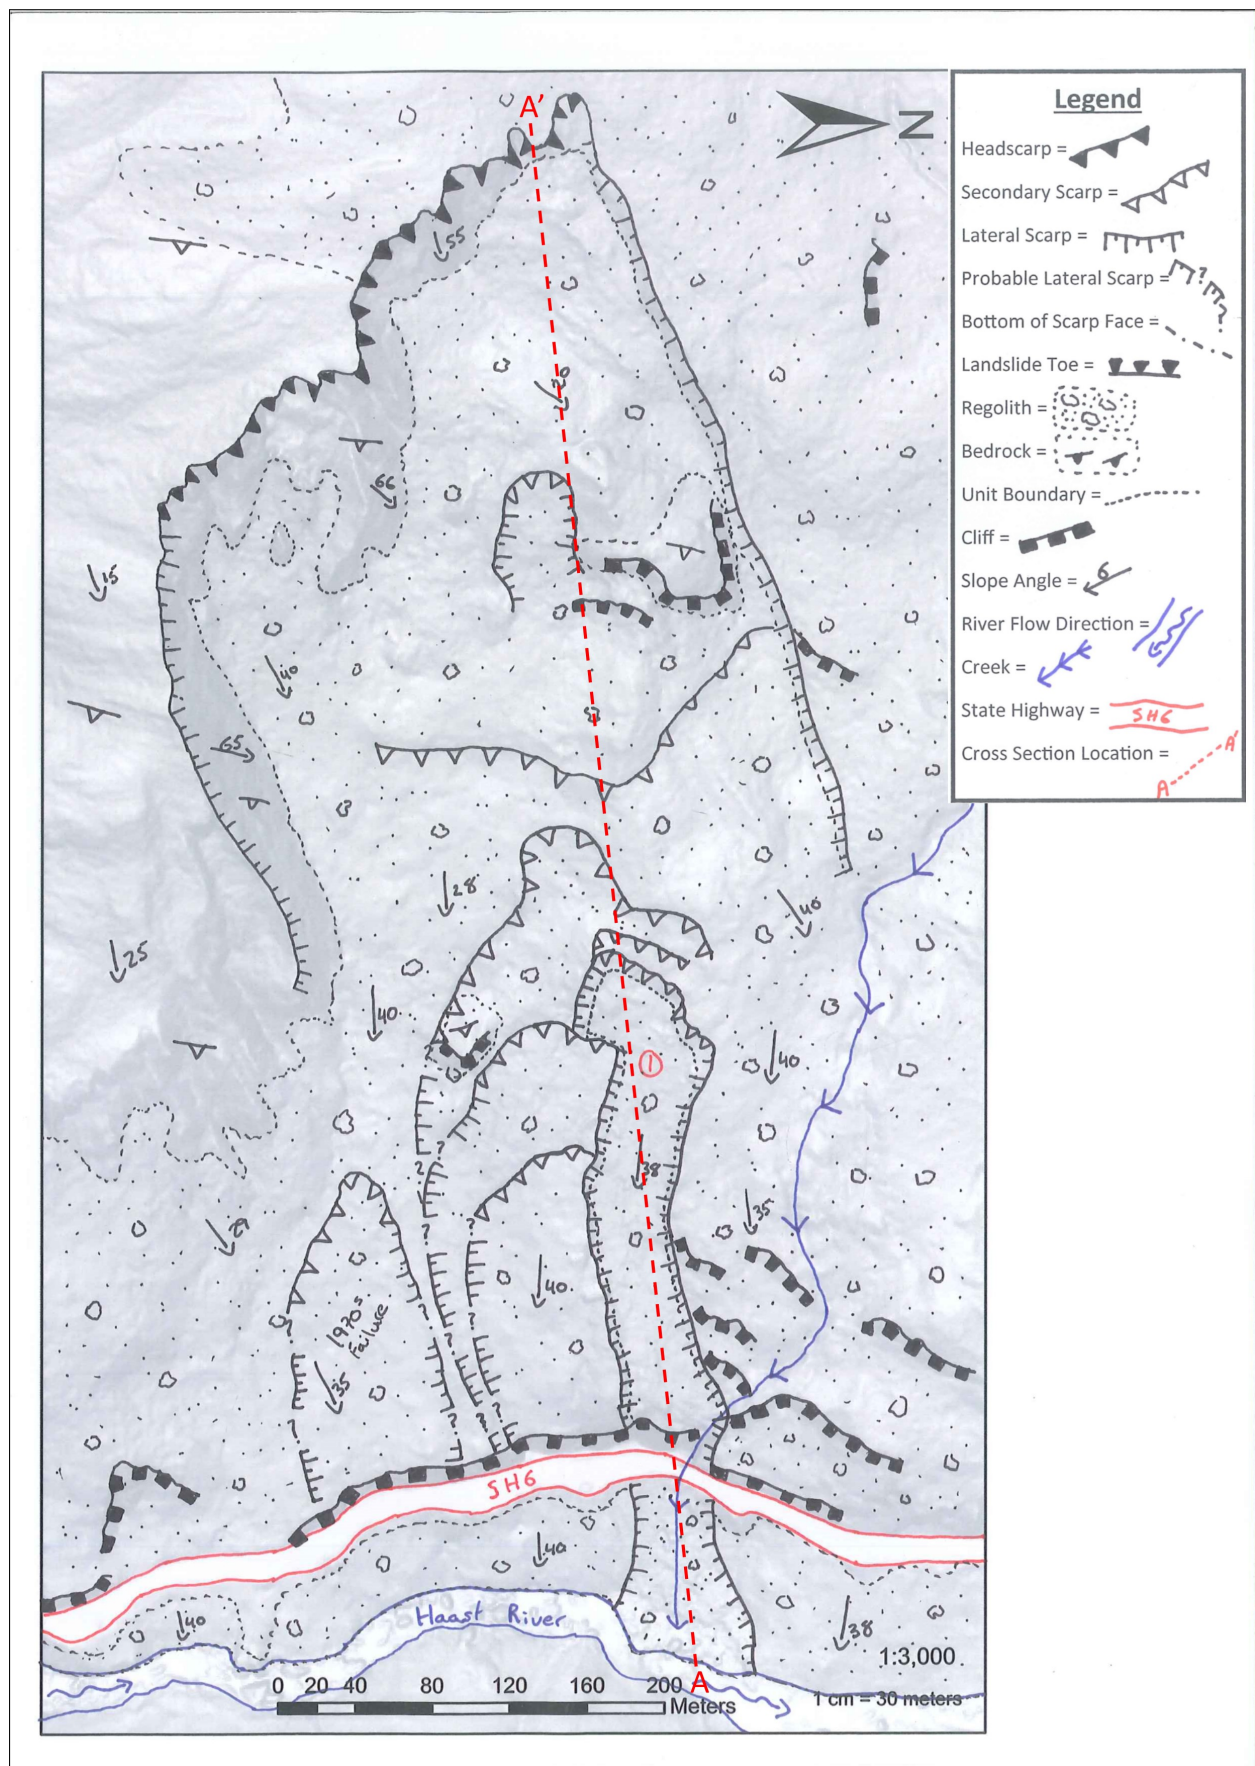 A'
N
Legend
Headscarp =
Secondary Scarp =
Lateral Scarp =
Probable Lateral Scarp = ? ?
Bottom of Scarp Face =
Landslide Toe =
Regolith =
Bedrock =
Unit Boundary =
Cliff =
Slope Angle = 6
River Flow Direction =
Creek =
State Highway = SH6
Cross Section Location = A A'
55
20
66
15
40
65
28
40
25
40
1
40
?
?
38
35
29
40
1970s
Failure
35
SH6
40
Haast River
40
38
1:3,000
0 20 40 80 120 160 200
Meters
A
1 cm = 30 meters